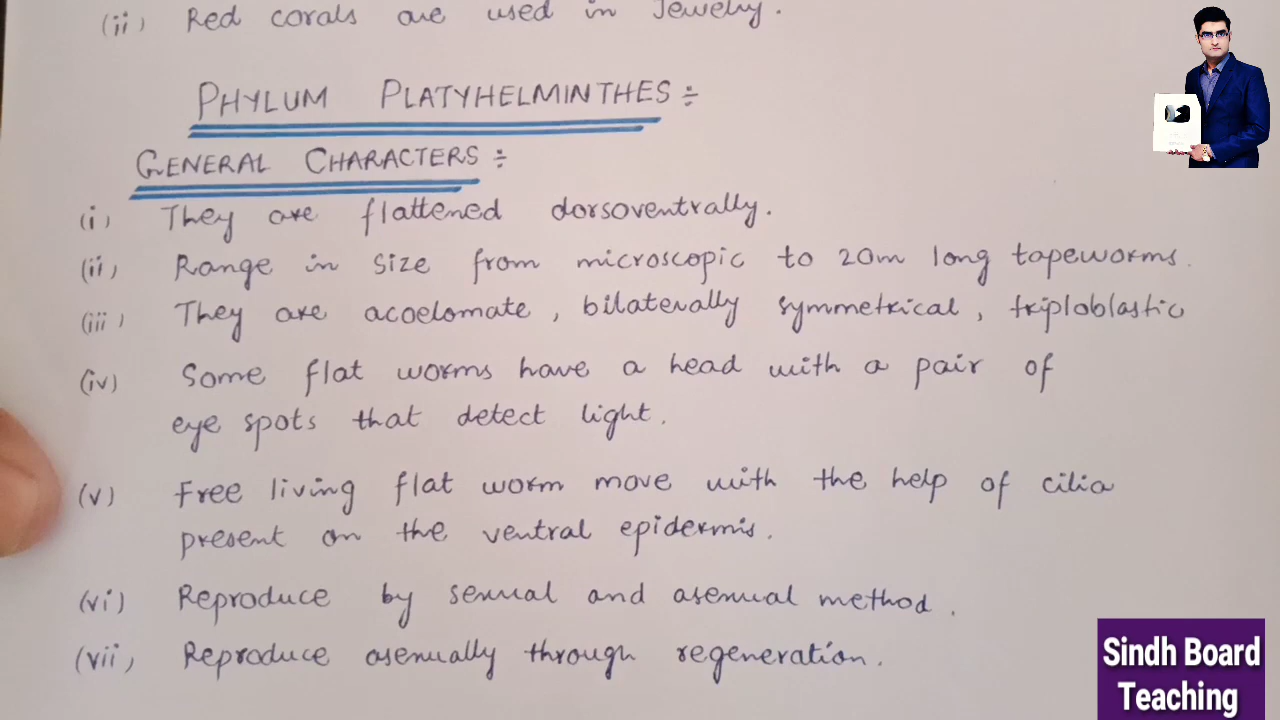 (ii) Red corals are used in Jewelry.
PHYLUM PLATYHELMINTHES ÷
GENERAL CHARACTERS ÷
(i) They are flattened dorsoventrally.
(ii) Range in size from microscopic to 20m long tapeworms.
(iii) They are acoelomate, bilaterally symmetrical, triploblastic
(iv) Some flat worms have a head with a pair of
eye spots that detect light.
(v) Free living flat worm move with the help of cilia
present on the ventral epidermis.
(vi) Reproduce by sexual and asexual method.
(vii) Reproduce asexually through regeneration.
Sindh Board
Teaching